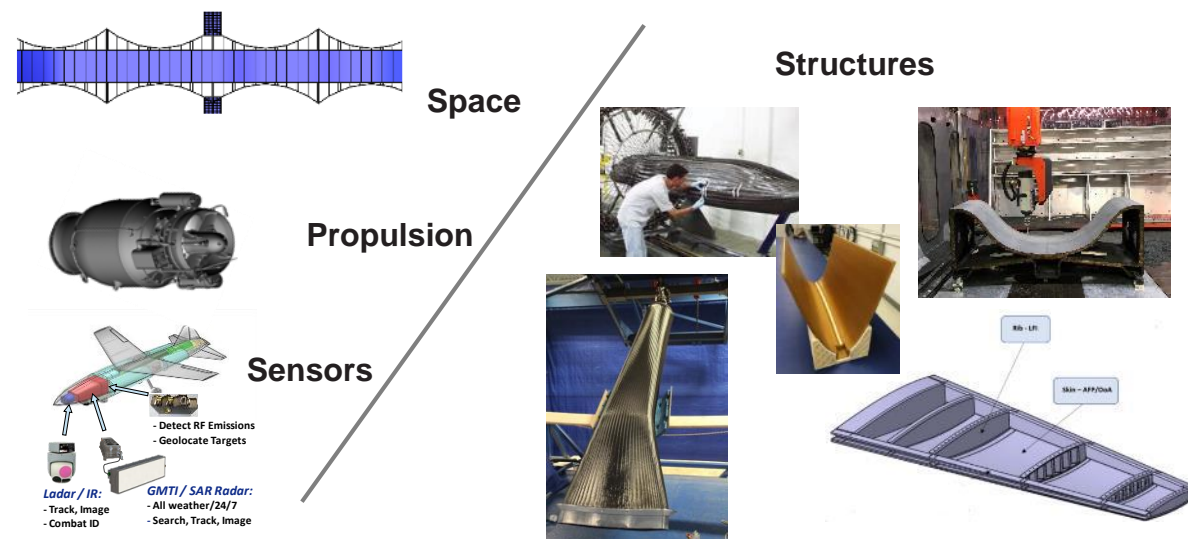 Space
Propulsion
Sensors
- Detect RF Emissions
- Geolocate Targets
Ladar / IR:
- Track, Image
- Combat ID
GMTI / SAR Radar:
- All weather/24/7
- Search, Track, Image
Structures
Rib - LFI
Skin – AFP/OoA